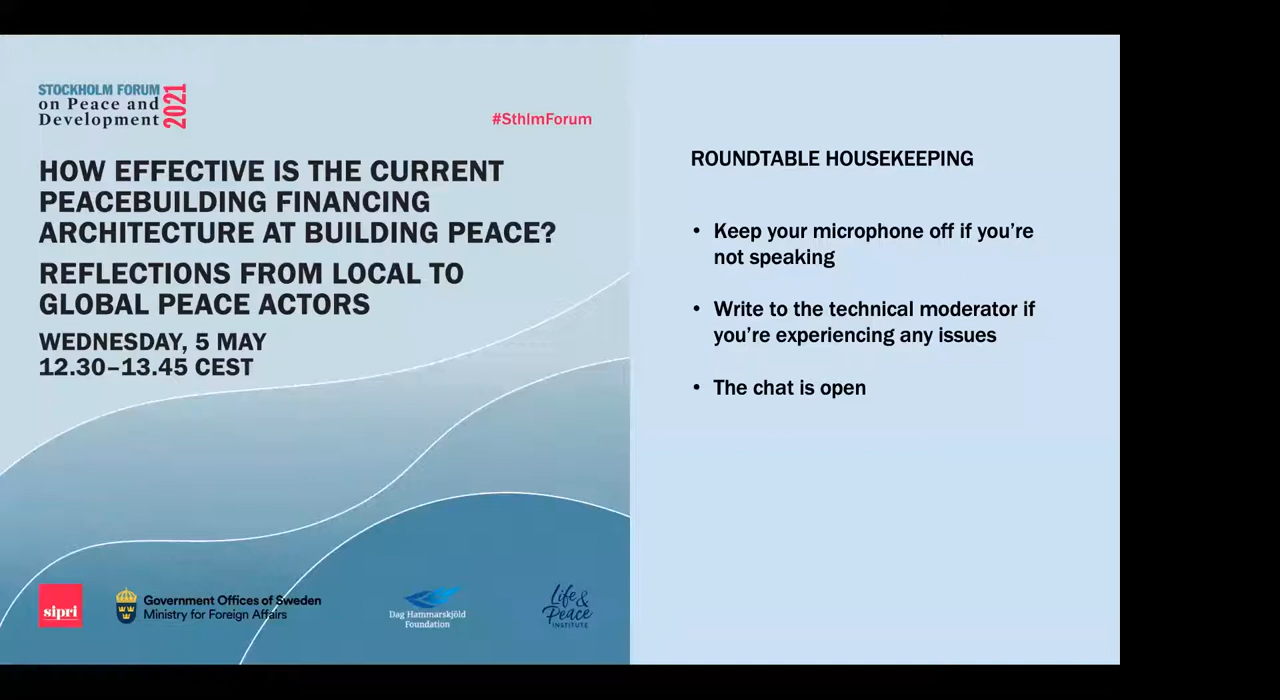 STOCKHOLM FORUM
on Peace and
Development
2021
#SthlmForum
HOW EFFECTIVE IS THE CURRENT
PEACEBUILDING FINANCING
ARCHITECTURE AT BUILDING PEACE?
REFLECTIONS FROM LOCAL TO
GLOBAL PEACE ACTORS
WEDNESDAY, 5 MAY
12.30–13.45 CEST
sipri
Government Offices of Sweden
Ministry for Foreign Affairs
Dag Hammarskjöld
Foundation
Life &
Peace
INSTITUTE
ROUNDTABLE HOUSEKEEPING
• Keep your microphone off if you’re
not speaking
• Write to the technical moderator if
you’re experiencing any issues
• The chat is open